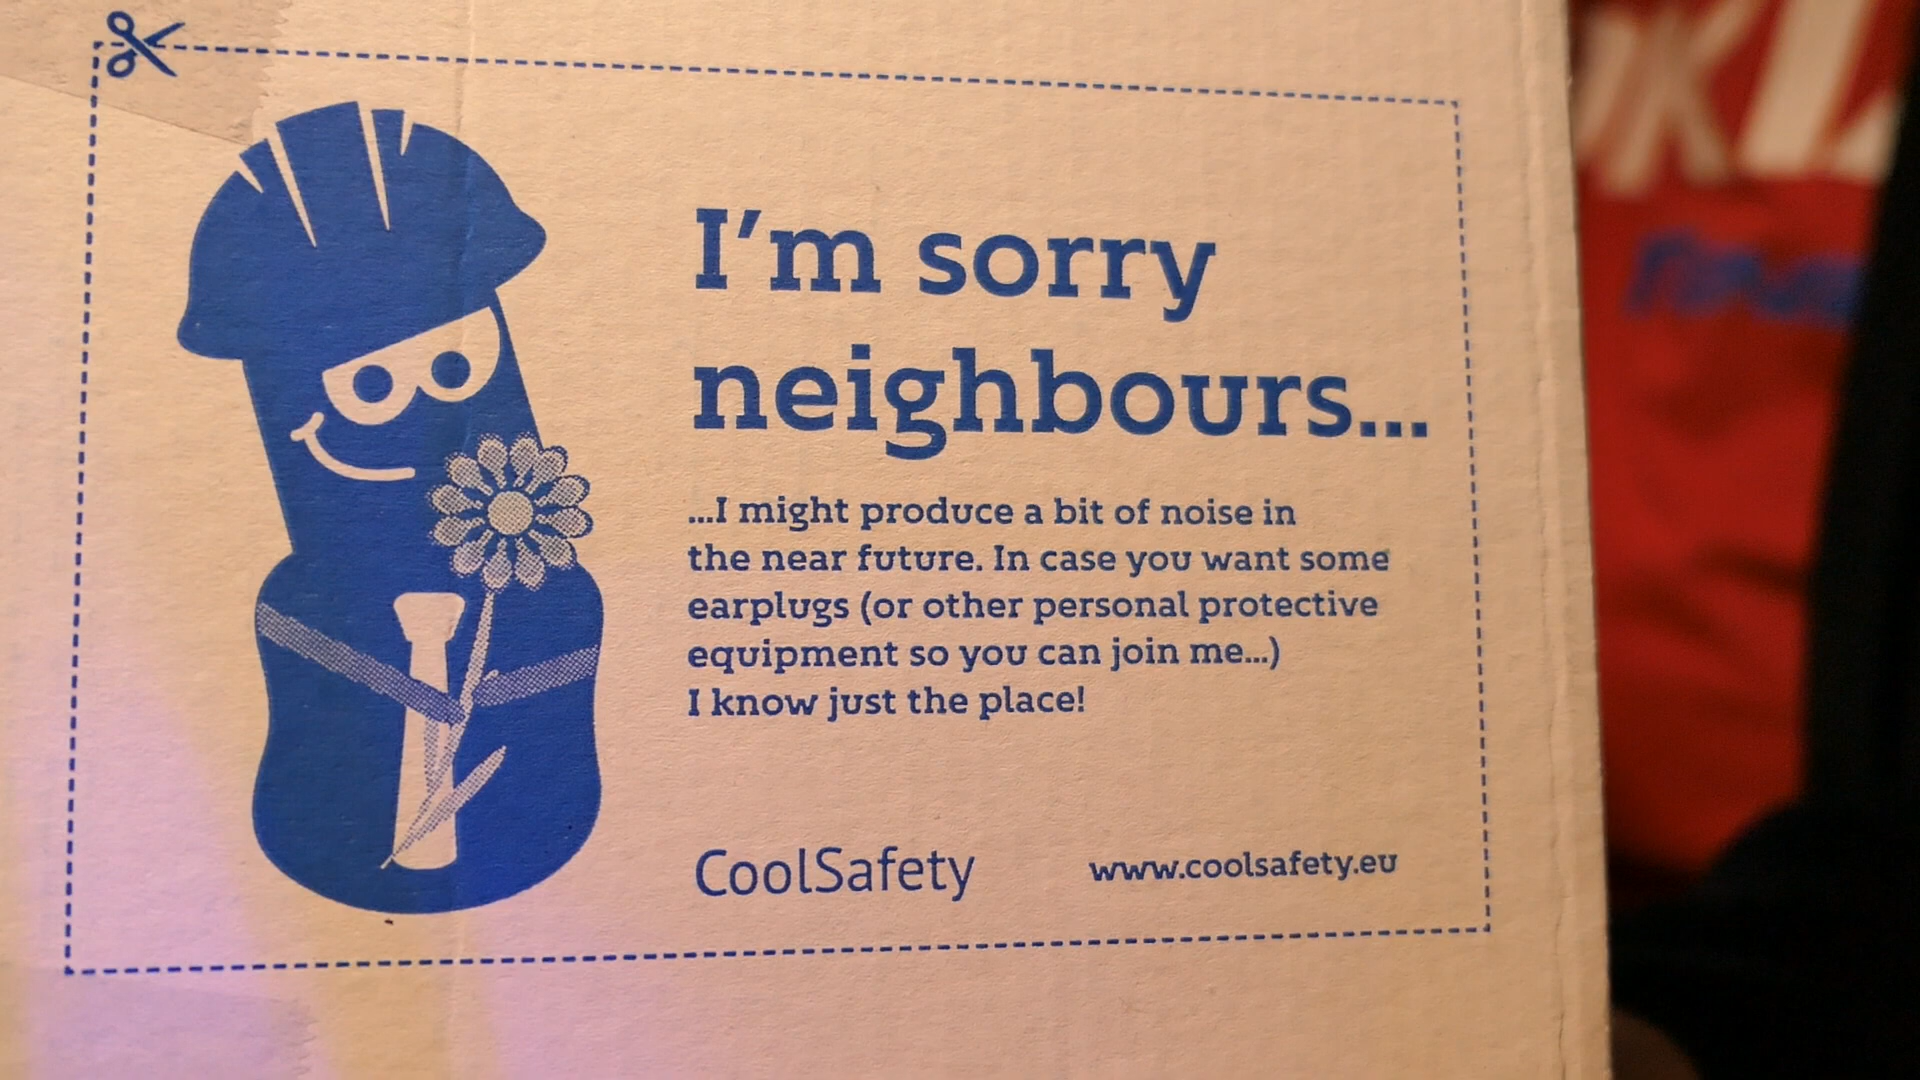 I'm sorry
neighbours...
...I might produce a bit of noise in
the near future. In case you want some
earplugs (or other personal protective
equipment so you can join me...)
I know just the place!
CoolSafety
www.coolsafety.eu